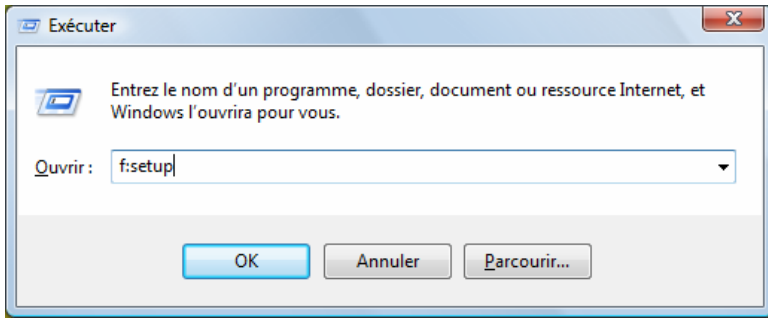 Exécuter
Entrez le nom d'un programme, dossier, document ou ressource Internet, et
Windows l'ouvrira pour vous.
Ouvrir : f:setup
OK Annuler Parcourir...